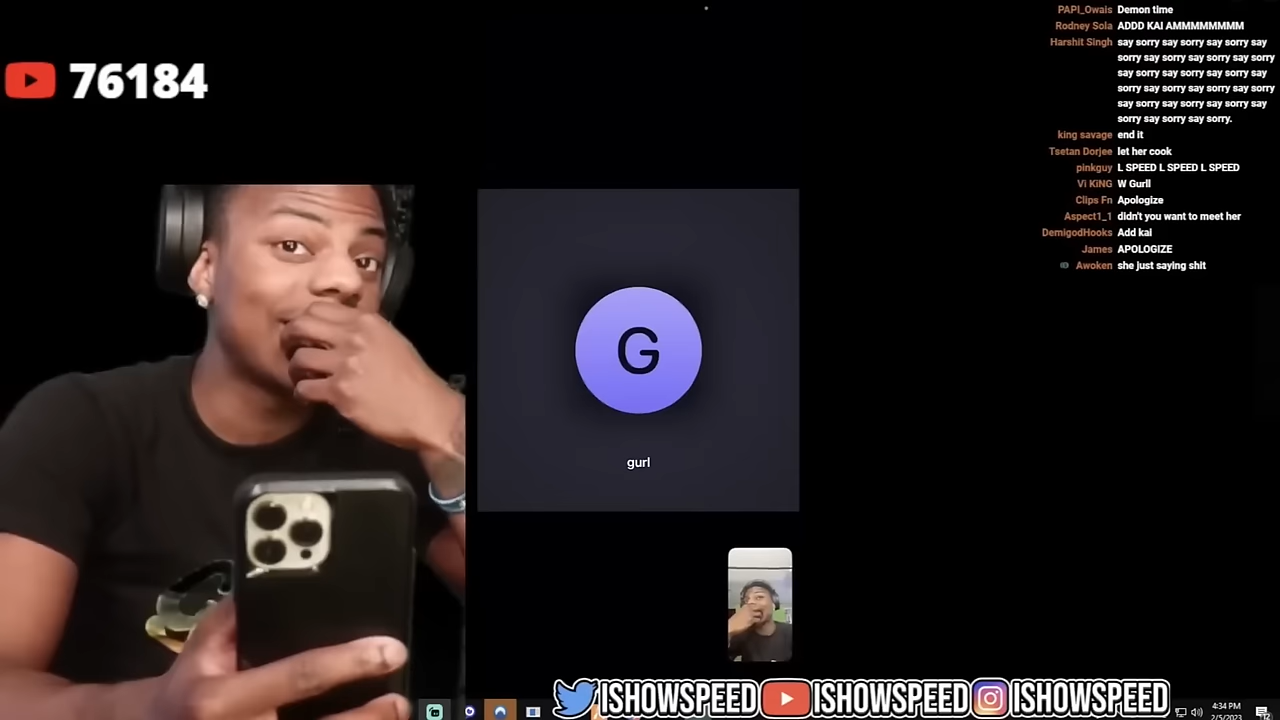 76184
PAPI_Owais Demon time
Rodney Sola ADDD KAI AMMMMMMMM
Harshit Singh say sorry say sorry say sorry say
sorry say sorry say sorry say sorry
say sorry say sorry say sorry say
sorry say sorry say sorry say sorry
say sorry say sorry say sorry say
sorry say sorry say sorry.
king savage end it
Tsetan Dorjee let her cook
pinkguy L SPEED L SPEED L SPEED
Vi KiNG W Gurll
Clips Fn Apologize
Aspect1_1 didn't you want to meet her
DemigodHooks Add kai
James APOLOGIZE
Awoken she just saying shit
G
gurl
ISHOWSPEED ISHOWSPEED ISHOWSPEED
4:34 PM